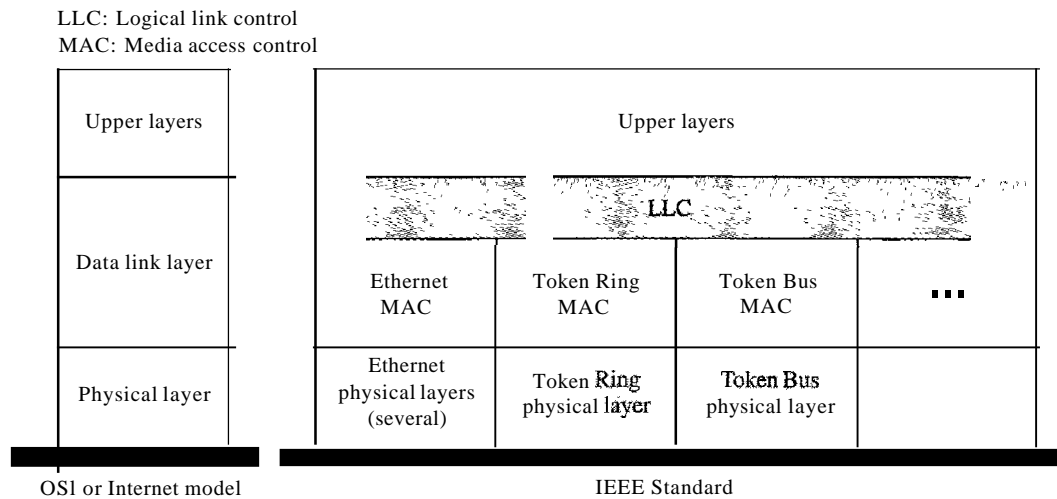 LLC: Logical link control
MAC: Media access control
Upper layers
Data link layer
Physical layer
OS1 or Internet model
Upper layers
LLC
Ethernet
MAC
Token Ring
MAC
Token Bus
MAC
...
Ethernet
physical layers
(several)
Token Ring
physical layer
Token Bus
physical layer
IEEE Standard